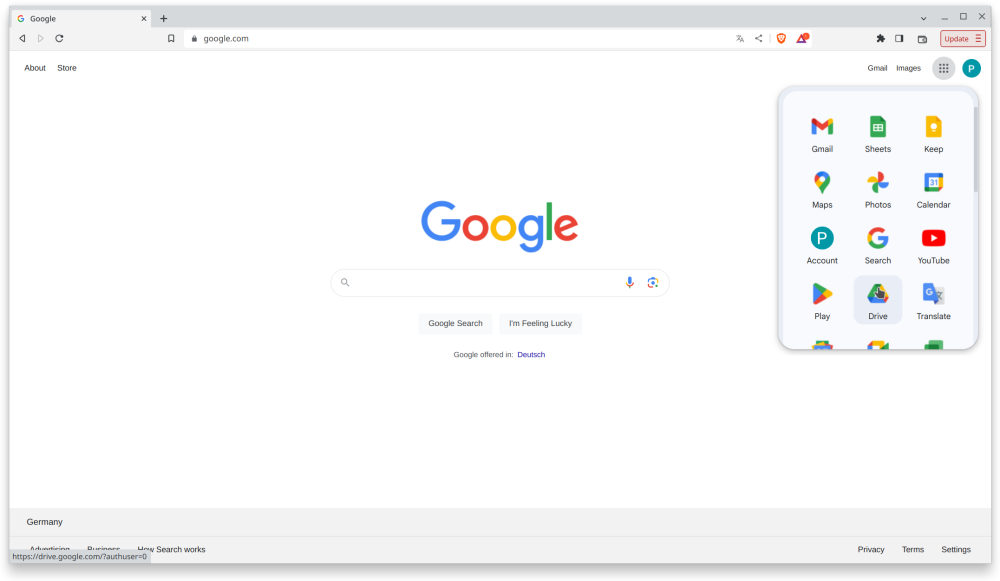 Google
google.com
Update
About Store
Gmail Images
P
Gmail Sheets Keep
31
Maps Photos Calendar
P
Account Search YouTube
Play Drive Translate
Google
Google Search I'm Feeling Lucky
Google offered in: Deutsch
Germany
Advertising Business How Search works
Privacy Terms Settings
https://drive.google.com/?authuser=0